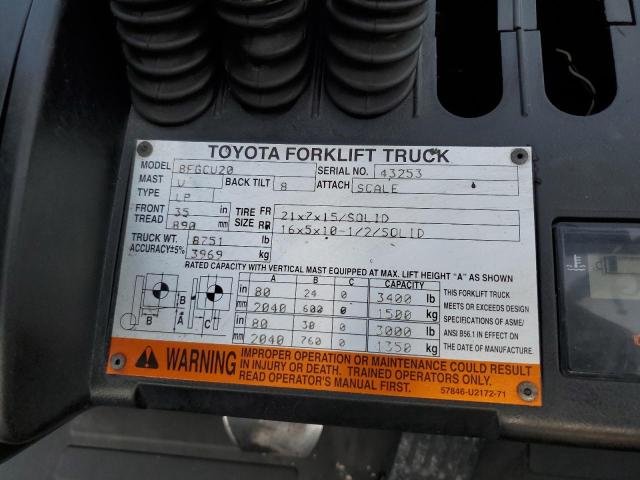 TOYOTA FORKLIFT TRUCK
MODEL 8FGCU20 SERIAL NO. 43253
MAST V BACK TILT 8 ATTACH SCALE
TYPE LP
FRONT 35 in TIRE FR 21x7x15/SOLID
TREAD 890 mm SIZE RR 16x5x10-1/2/SOLID
TRUCK WT. 8751 lb
ACCURACY±5% 3969 kg
RATED CAPACITY WITH VERTICAL MAST EQUIPPED AT MAX. LIFT HEIGHT "A" AS SHOWN
A B C CAPACITY
in 80 24 0 3400 lb THIS FORKLIFT TRUCK
mm 2040 600 0 1500 kg MEETS OR EXCEEDS DESIGN
in 80 30 0 3000 lb SPECIFICATIONS OF ASME/
mm 2040 760 0 1350 kg ANSI B56.1 IN EFFECT ON
THE DATE OF MANUFACTURE
B A B C
WARNING IMPROPER OPERATION OR MAINTENANCE COULD RESULT
IN INJURY OR DEATH. TRAINED OPERATORS ONLY.
READ OPERATOR'S MANUAL FIRST.
57846-U2172-71